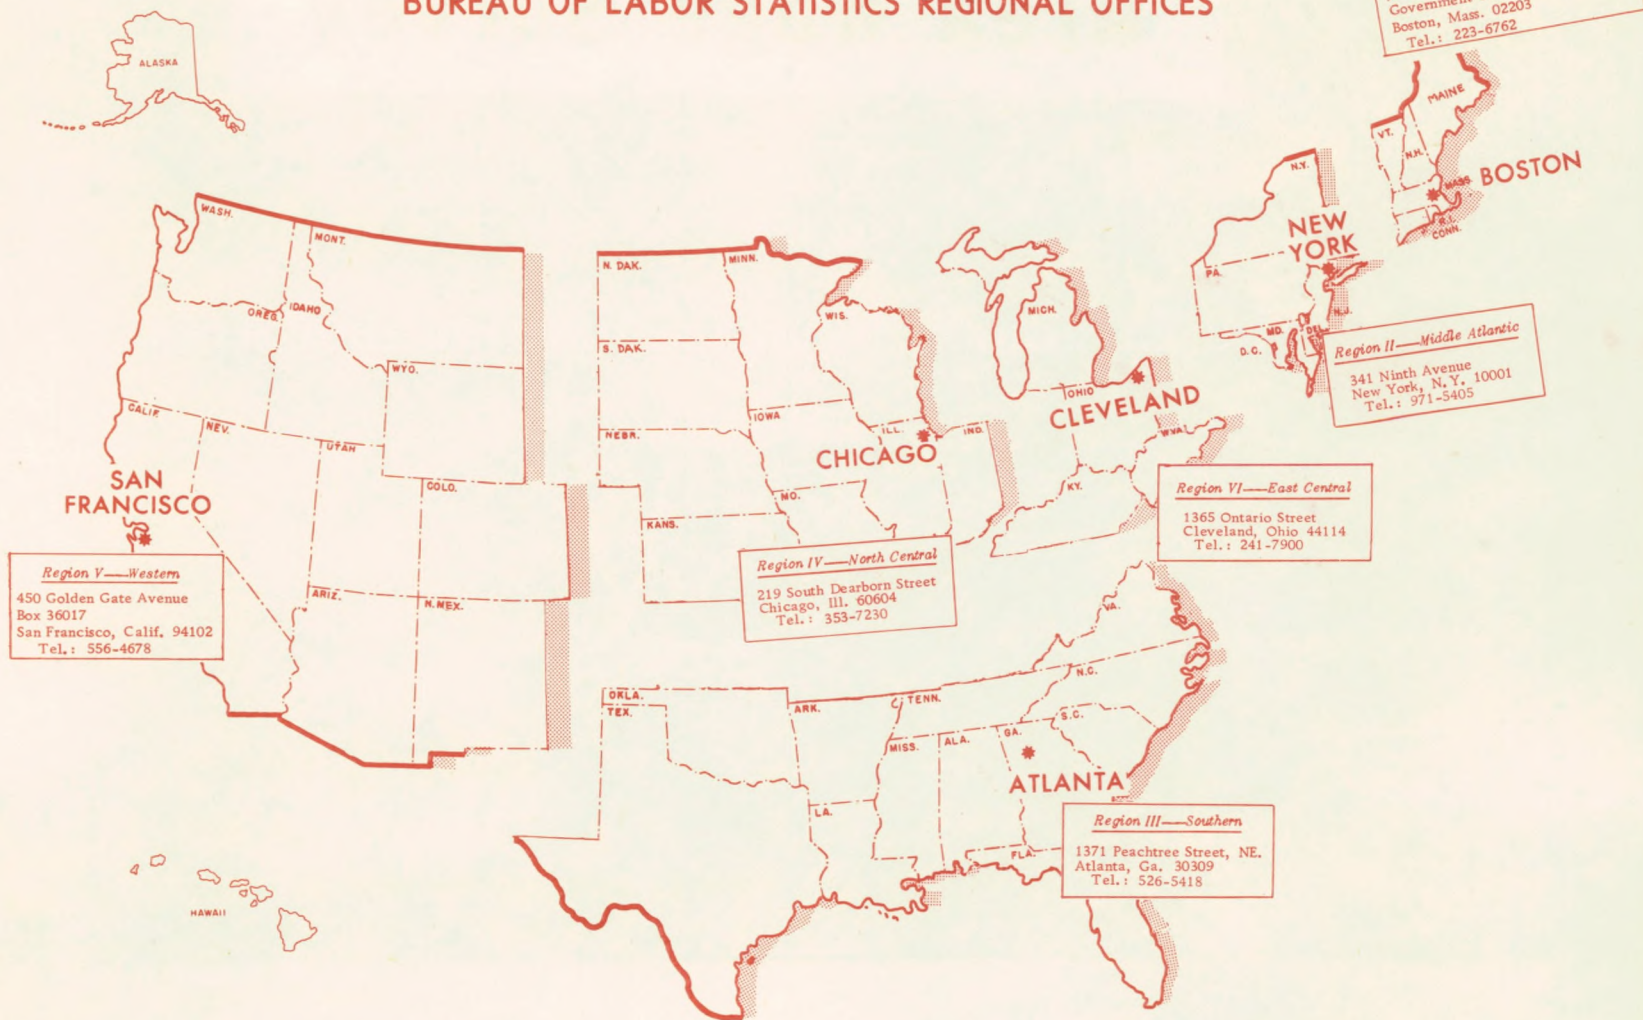 BUREAU OF LABOR STATISTICS REGIONAL OFFICES
Government
Boston, Mass. 02203
Tel.: 223-6762
ALASKA
MAINE
VT.
N.H.
MASS.
BOSTON
R.I.
CONN.
N.Y.
NEW
YORK
PA.
N.J.
MD.
DEL.
D.C.
Region II—Middle Atlantic
341 Ninth Avenue
New York, N.Y. 10001
Tel.: 971-5405
WASH.
MONT.
OREG.
IDAHO
WYO.
CALIF.
NEV.
UTAH
COLO.
ARIZ.
N.MEX.
SAN
FRANCISCO
Region V—Western
450 Golden Gate Avenue
Box 36017
San Francisco, Calif. 94102
Tel.: 556-4678
N. DAK.
MINN.
S. DAK.
WIS.
IOWA
NEBR.
ILL.
IND.
CHICAGO
MO.
KANS.
Region IV—North Central
219 South Dearborn Street
Chicago, Ill. 60604
Tel.: 353-7230
MICH.
OHIO
CLEVELAND
W.VA.
KY.
Region VI—East Central
1365 Ontario Street
Cleveland, Ohio 44114
Tel.: 241-7900
VA.
N.C.
OKLA.
TEX.
ARK.
TENN.
S.C.
MISS.
ALA.
GA.
ATLANTA
LA.
FLA.
Region III—Southern
1371 Peachtree Street, NE.
Atlanta, Ga. 30309
Tel.: 526-5418
HAWAII